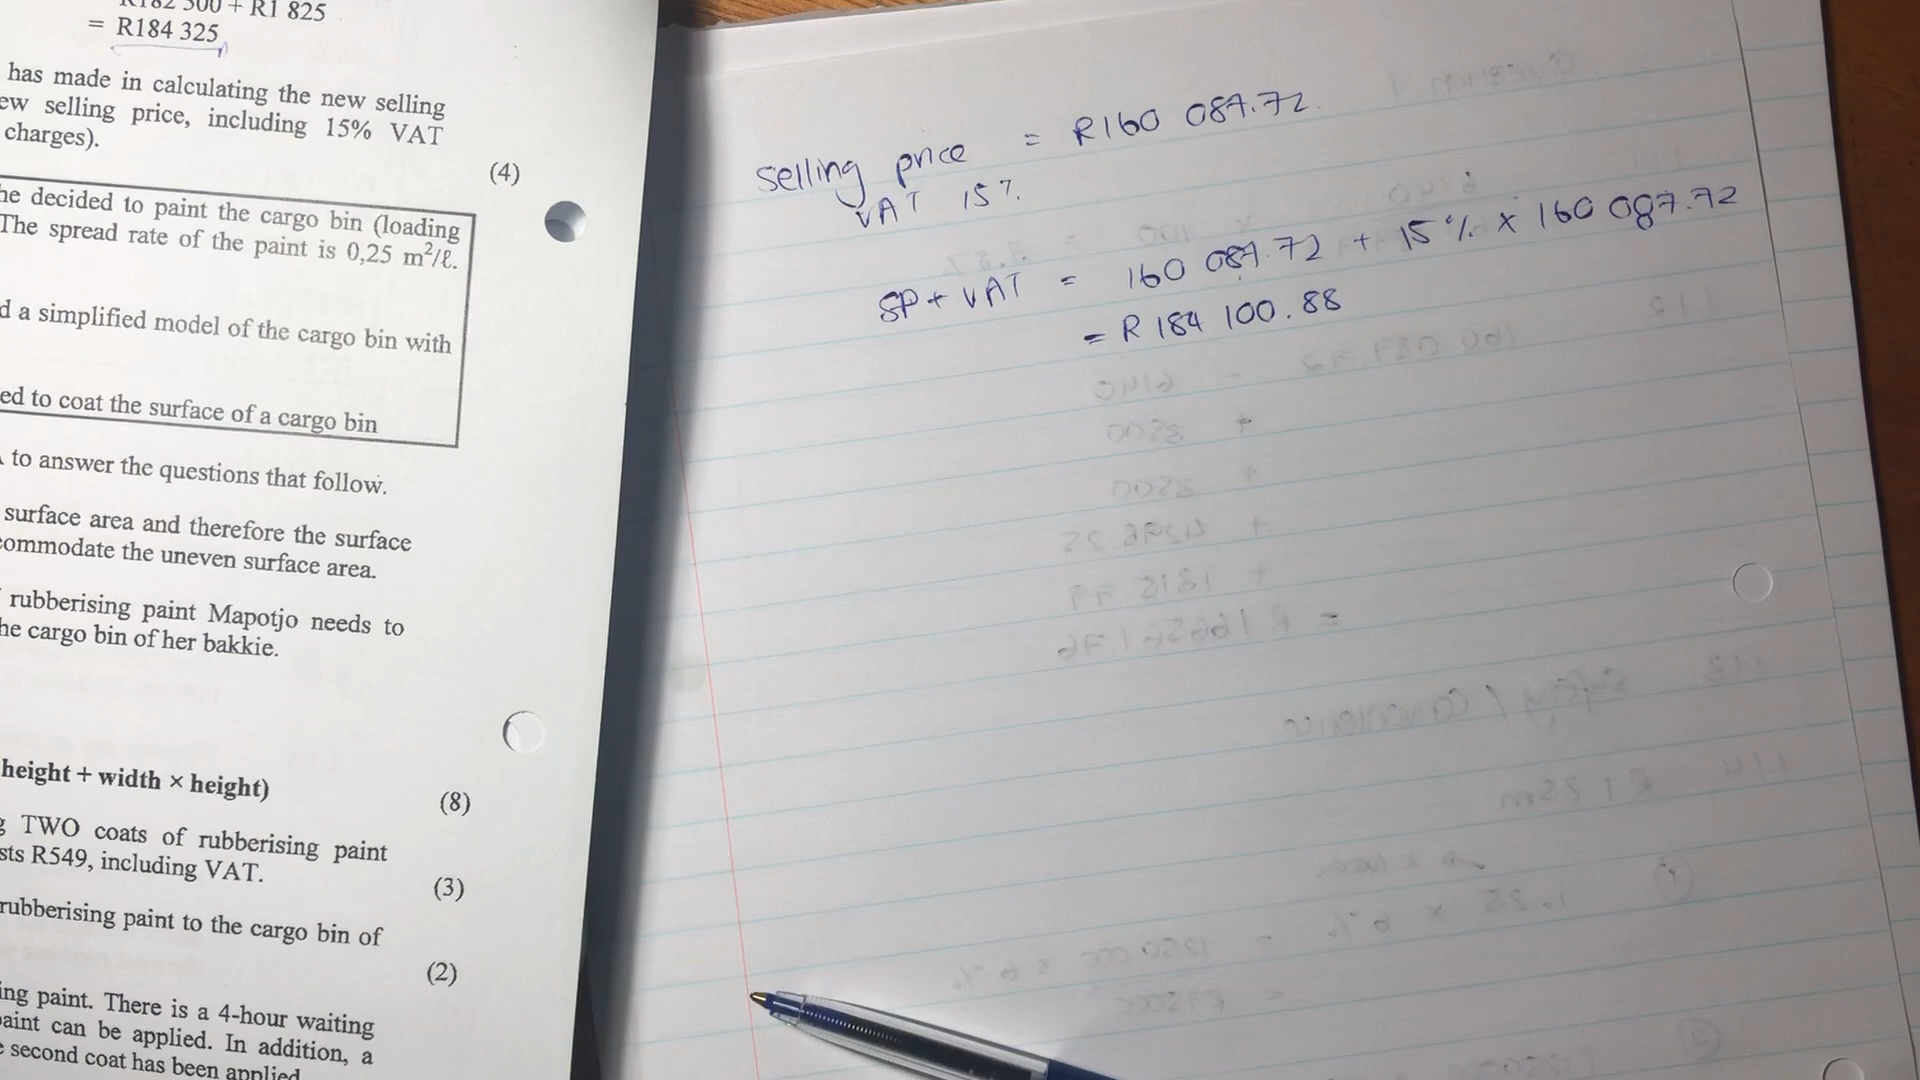 R182 500 + R1 825
= R184 325
has made in calculating the new selling
ew selling price, including 15% VAT
charges).
(4)
he decided to paint the cargo bin (loading
The spread rate of the paint is 0,25 m²/ℓ.
d a simplified model of the cargo bin with
ed to coat the surface of a cargo bin
to answer the questions that follow.
surface area and therefore the surface
commodate the uneven surface area.
rubberising paint Mapotjo needs to
he cargo bin of her bakkie.
height + width × height)
(8)
TWO coats of rubberising paint
sts R549, including VAT.
(3)
rubberising paint to the cargo bin of
(2)
ing paint. There is a 4-hour waiting
paint can be applied. In addition, a
second coat has been applied.
selling price = R160 087.72
VAT 15%
SP + VAT = 160 087.72 + 15% × 160 087.72
= R 184 100.88